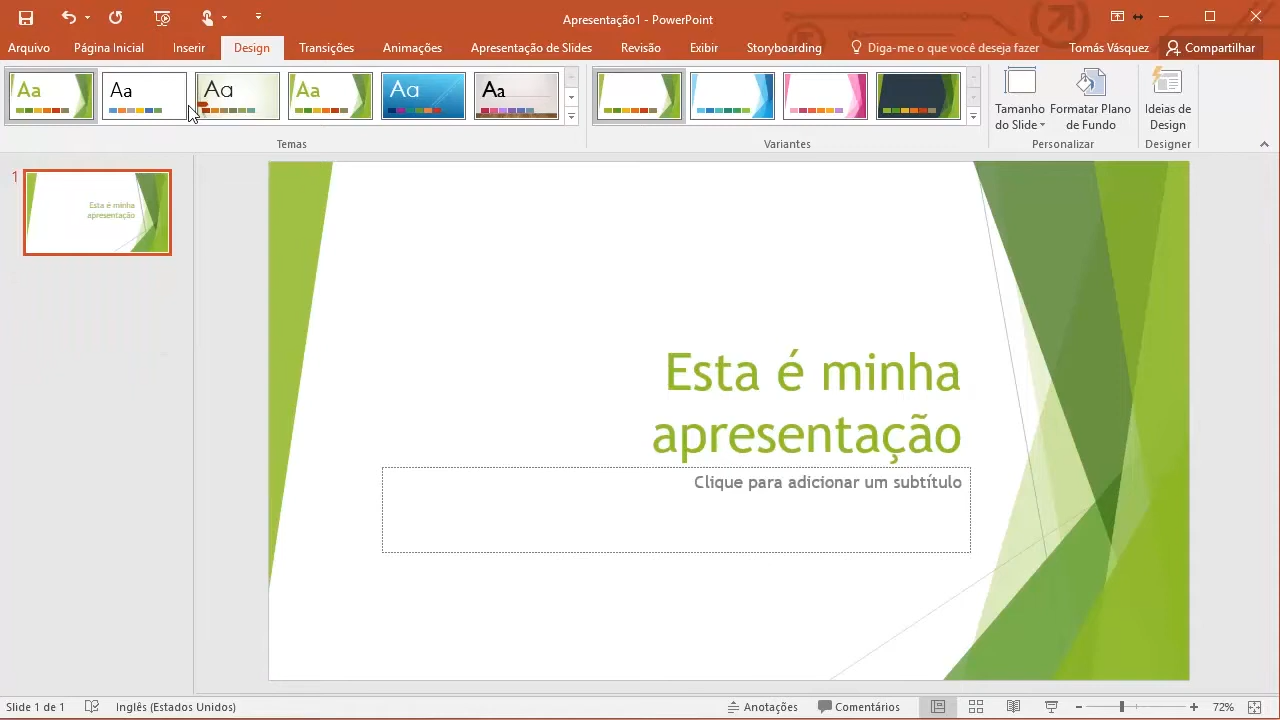 Apresentação1 - PowerPoint
Arquivo Página Inicial Inserir Design Transições Animações Apresentação de Slides Revisão Exibir Storyboarding Diga-me o que você deseja fazer Tomás Vásquez Compartilhar
Aa Aa Aa Aa Aa Aa
Tamanho do Slide
Formatar Plano de Fundo
Ideias de Design
Temas Variantes Personalizar Designer
1
Esta é minha
apresentação
Esta é minha
apresentação
Clique para adicionar um subtítulo
Slide 1 de 1 Inglês (Estados Unidos) Anotações Comentários 72%